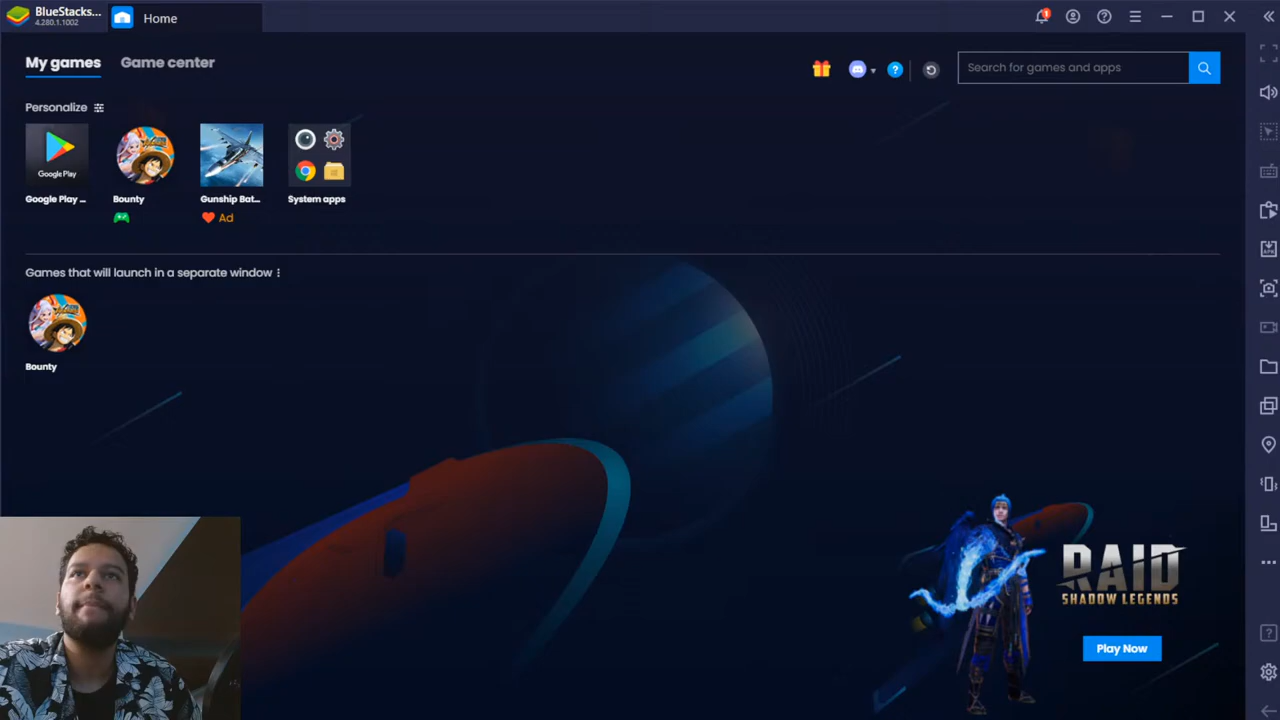 BlueStacks...
4.280.1.1002
Home
My games
Game center
Search for games and apps
Personalize
Google Play
Google Play ...
Bounty
Gunship Bat...
System apps
Ad
Games that will launch in a separate window
Bounty
RAID
SHADOW LEGENDS
Play Now